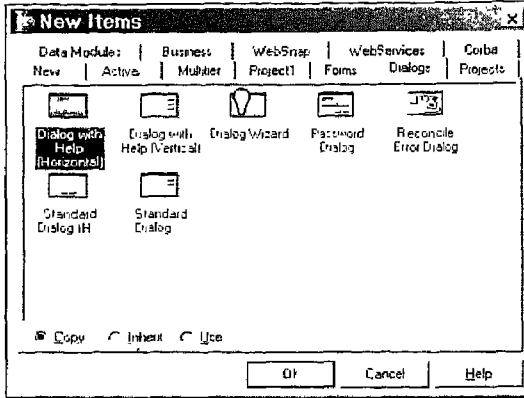 New Items
Data Modules Business WebSnap WebServices Corba
New ActiveX Multitier Project1 Forms Dialogs Projects
Dialog with Help (Horizontal)
Dialog with Help (Vertical)
Dialog Wizard
Password Dialog
Reconcile Error Dialog
Standard Dialog (H
Standard Dialog
Copy Inherit Use
OK Cancel Help